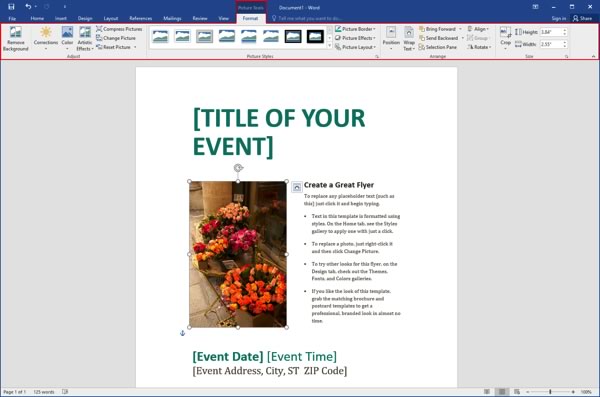 Picture Tools Document1 - Word
File Home Insert Design Layout References Mailings Review View Format Tell me what you want to do... Sign in Share
Remove Background
Corrections
Color
Artistic Effects
Compress Pictures
Change Picture
Reset Picture
Adjust
Picture Styles
Picture Border
Picture Effects
Picture Layout
Position
Wrap Text
Bring Forward
Send Backward
Selection Pane
Align
Group
Rotate
Arrange
Crop
Height: 3.84"
Width: 2.55"
Size
[TITLE OF YOUR
EVENT]
Create a Great Flyer
To replace any placeholder text (such as
this) just click it and begin typing.
• Text in this template is formatted using
styles. On the Home tab, see the Styles
gallery to apply one with just a click.
• To replace a photo, just right-click it
and then click Change Picture.
• To try other looks for this flyer, on the
Design tab, check out the Themes,
Fonts, and Colors galleries.
• If you like the look of this template,
grab the matching brochure and
postcard templates to get a
professional, branded look in almost no
time.
[Event Date] [Event Time]
[Event Address, City, ST ZIP Code]
Page 1 of 1 125 words 100%